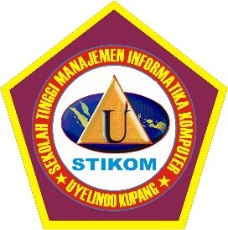 SEKOLAH TINGGI MANAJEMEN INFORMATIKA KOMPUTER
U
STIKOM
UYELINDO KUPANG